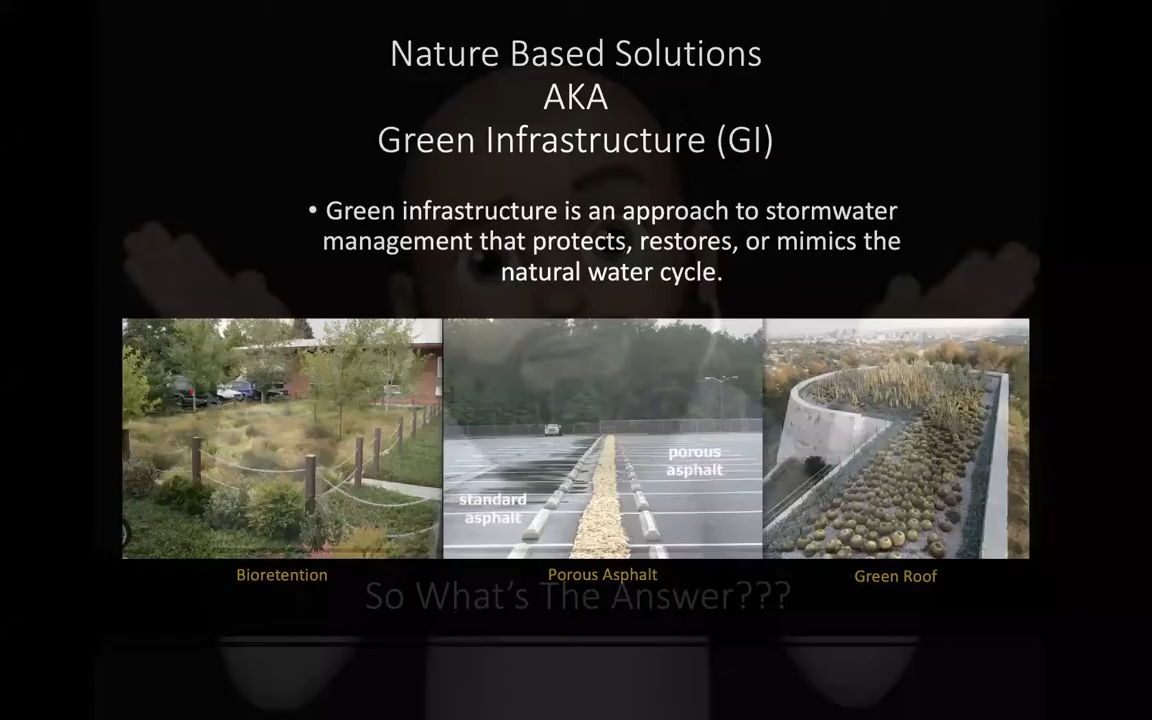 Nature Based Solutions
AKA
Green Infrastructure (GI)
• Green infrastructure is an approach to stormwater
management that protects, restores, or mimics the
natural water cycle.
porous
asphalt
standard
asphalt
Bioretention
Porous Asphalt
Green Roof
So What's The Answer???